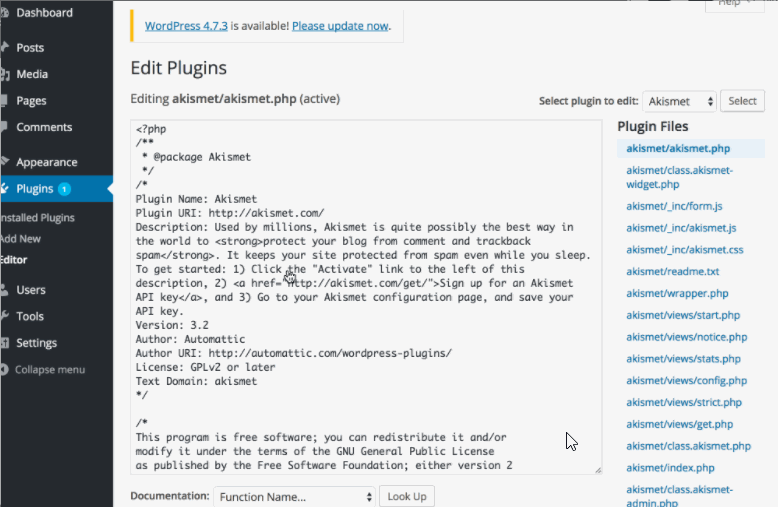 Dashboard
Posts
Media
Pages
Comments
Appearance
Plugins 1
Installed Plugins
Add New
Editor
Users
Tools
Settings
Collapse menu
Help
WordPress 4.7.3 is available! Please update now.
Edit Plugins
Editing akismet/akismet.php (active)
Select plugin to edit: Akismet Select
<?php
/**
 * @package Akismet
 */
/*
Plugin Name: Akismet
Plugin URI: http://akismet.com/
Description: Used by millions, Akismet is quite possibly the best way in
the world to <strong>protect your blog from comment and trackback
spam</strong>. It keeps your site protected from spam even while you sleep.
To get started: 1) Click the "Activate" link to the left of this
description, 2) <a href="http://akismet.com/get/">Sign up for an Akismet
API key</a>, and 3) Go to your Akismet configuration page, and save your
API key.
Version: 3.2
Author: Automattic
Author URI: http://automattic.com/wordpress-plugins/
License: GPLv2 or later
Text Domain: akismet
*/
/*
This program is free software; you can redistribute it and/or
modify it under the terms of the GNU General Public License
as published by the Free Software Foundation; either version 2
Documentation: Function Name... Look Up
Plugin Files
akismet/akismet.php
akismet/class.akismet-
widget.php
akismet/_inc/form.js
akismet/_inc/akismet.js
akismet/_inc/akismet.css
akismet/readme.txt
akismet/wrapper.php
akismet/views/start.php
akismet/views/notice.php
akismet/views/stats.php
akismet/views/config.php
akismet/views/strict.php
akismet/views/get.php
akismet/class.akismet.php
akismet/index.php
akismet/class.akismet-
admin.php